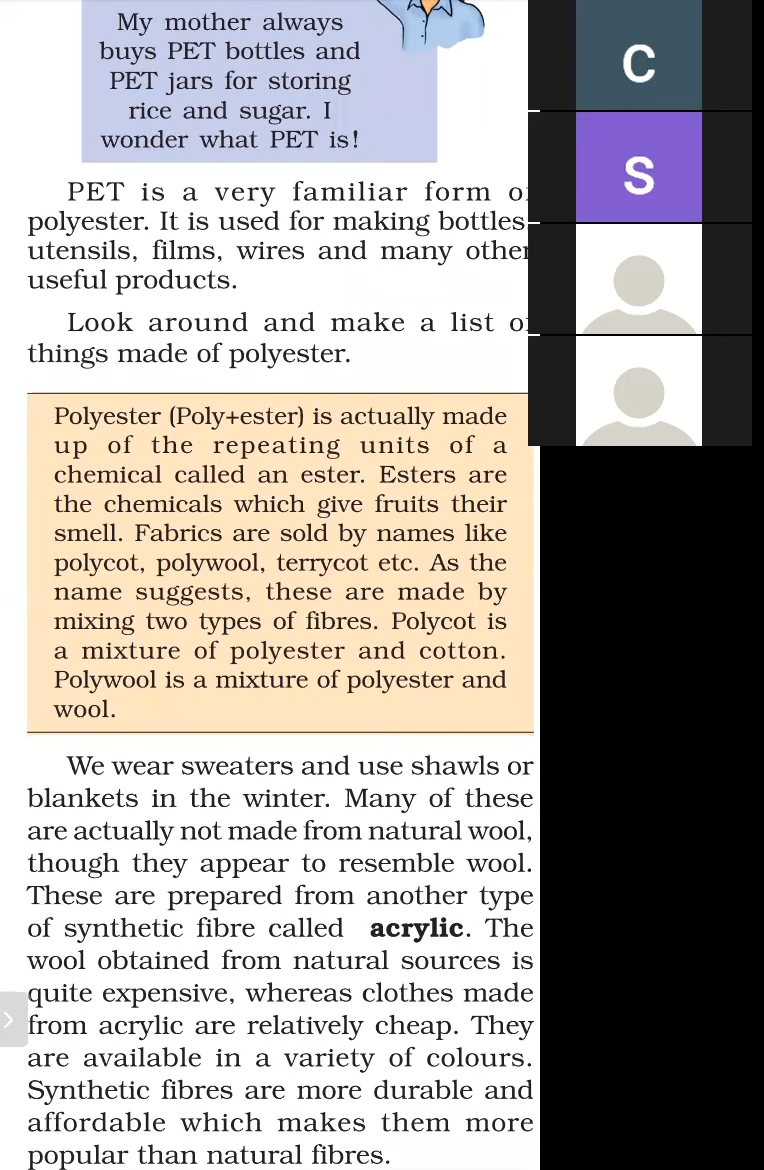 My mother always
buys PET bottles and
PET jars for storing
rice and sugar. I
wonder what PET is!
PET is a very familiar form
polyester. It is used for making bottles
utensils, films, wires and many other
useful products.
Look around and make a list
things made of polyester.
Polyester (Poly+ester) is actually made
up of the repeating units of a
chemical called an ester. Esters are
the chemicals which give fruits their
smell. Fabrics are sold by names like
polycot, polywool, terrycot etc. As the
name suggests, these are made by
mixing two types of fibres. Polycot is
a mixture of polyester and cotton.
Polywool is a mixture of polyester and
wool.
We wear sweaters and use shawls or
blankets in the winter. Many of these
are actually not made from natural wool,
though they appear to resemble wool.
These are prepared from another type
of synthetic fibre called acrylic. The
wool obtained from natural sources is
quite expensive, whereas clothes made
from acrylic are relatively cheap. They
are available in a variety of colours.
Synthetic fibres are more durable and
affordable which makes them more
popular than natural fibres.
C
S